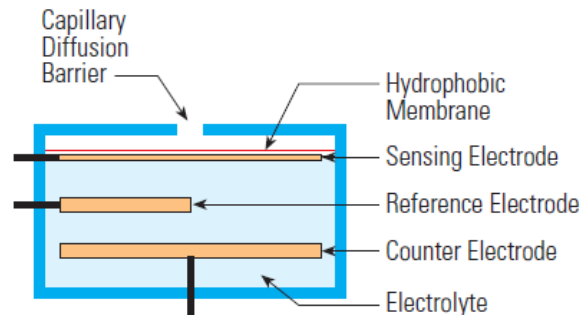 Capillary
Diffusion
Barrier
Hydrophobic
Membrane
Sensing Electrode
Reference Electrode
Counter Electrode
Electrolyte